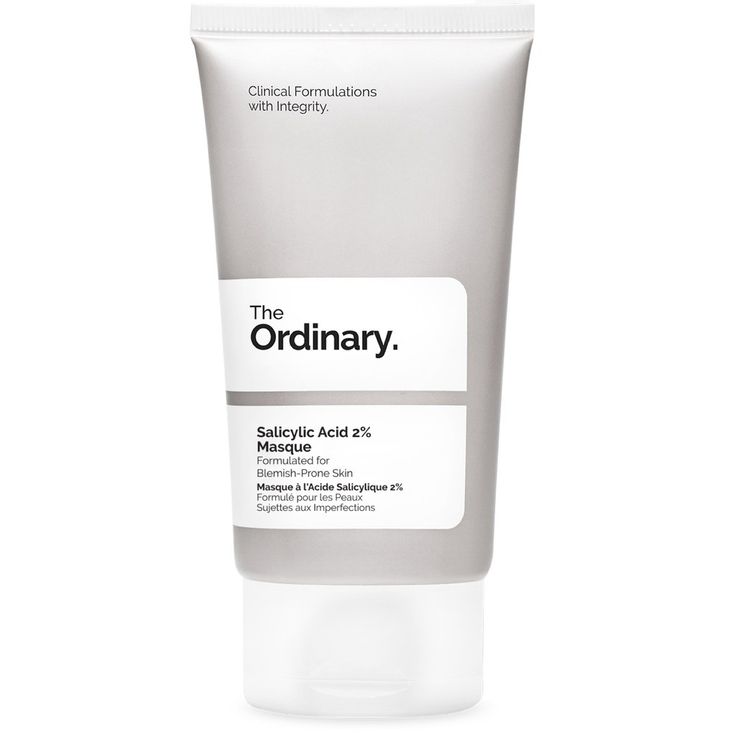 Clinical Formulations
with Integrity.
The
Ordinary.
Salicylic Acid 2%
Masque
Formulated for
Blemish-Prone Skin
Masque à l'Acide Salicylique 2%
Formulé pour les Peaux
Sujettes aux Imperfections